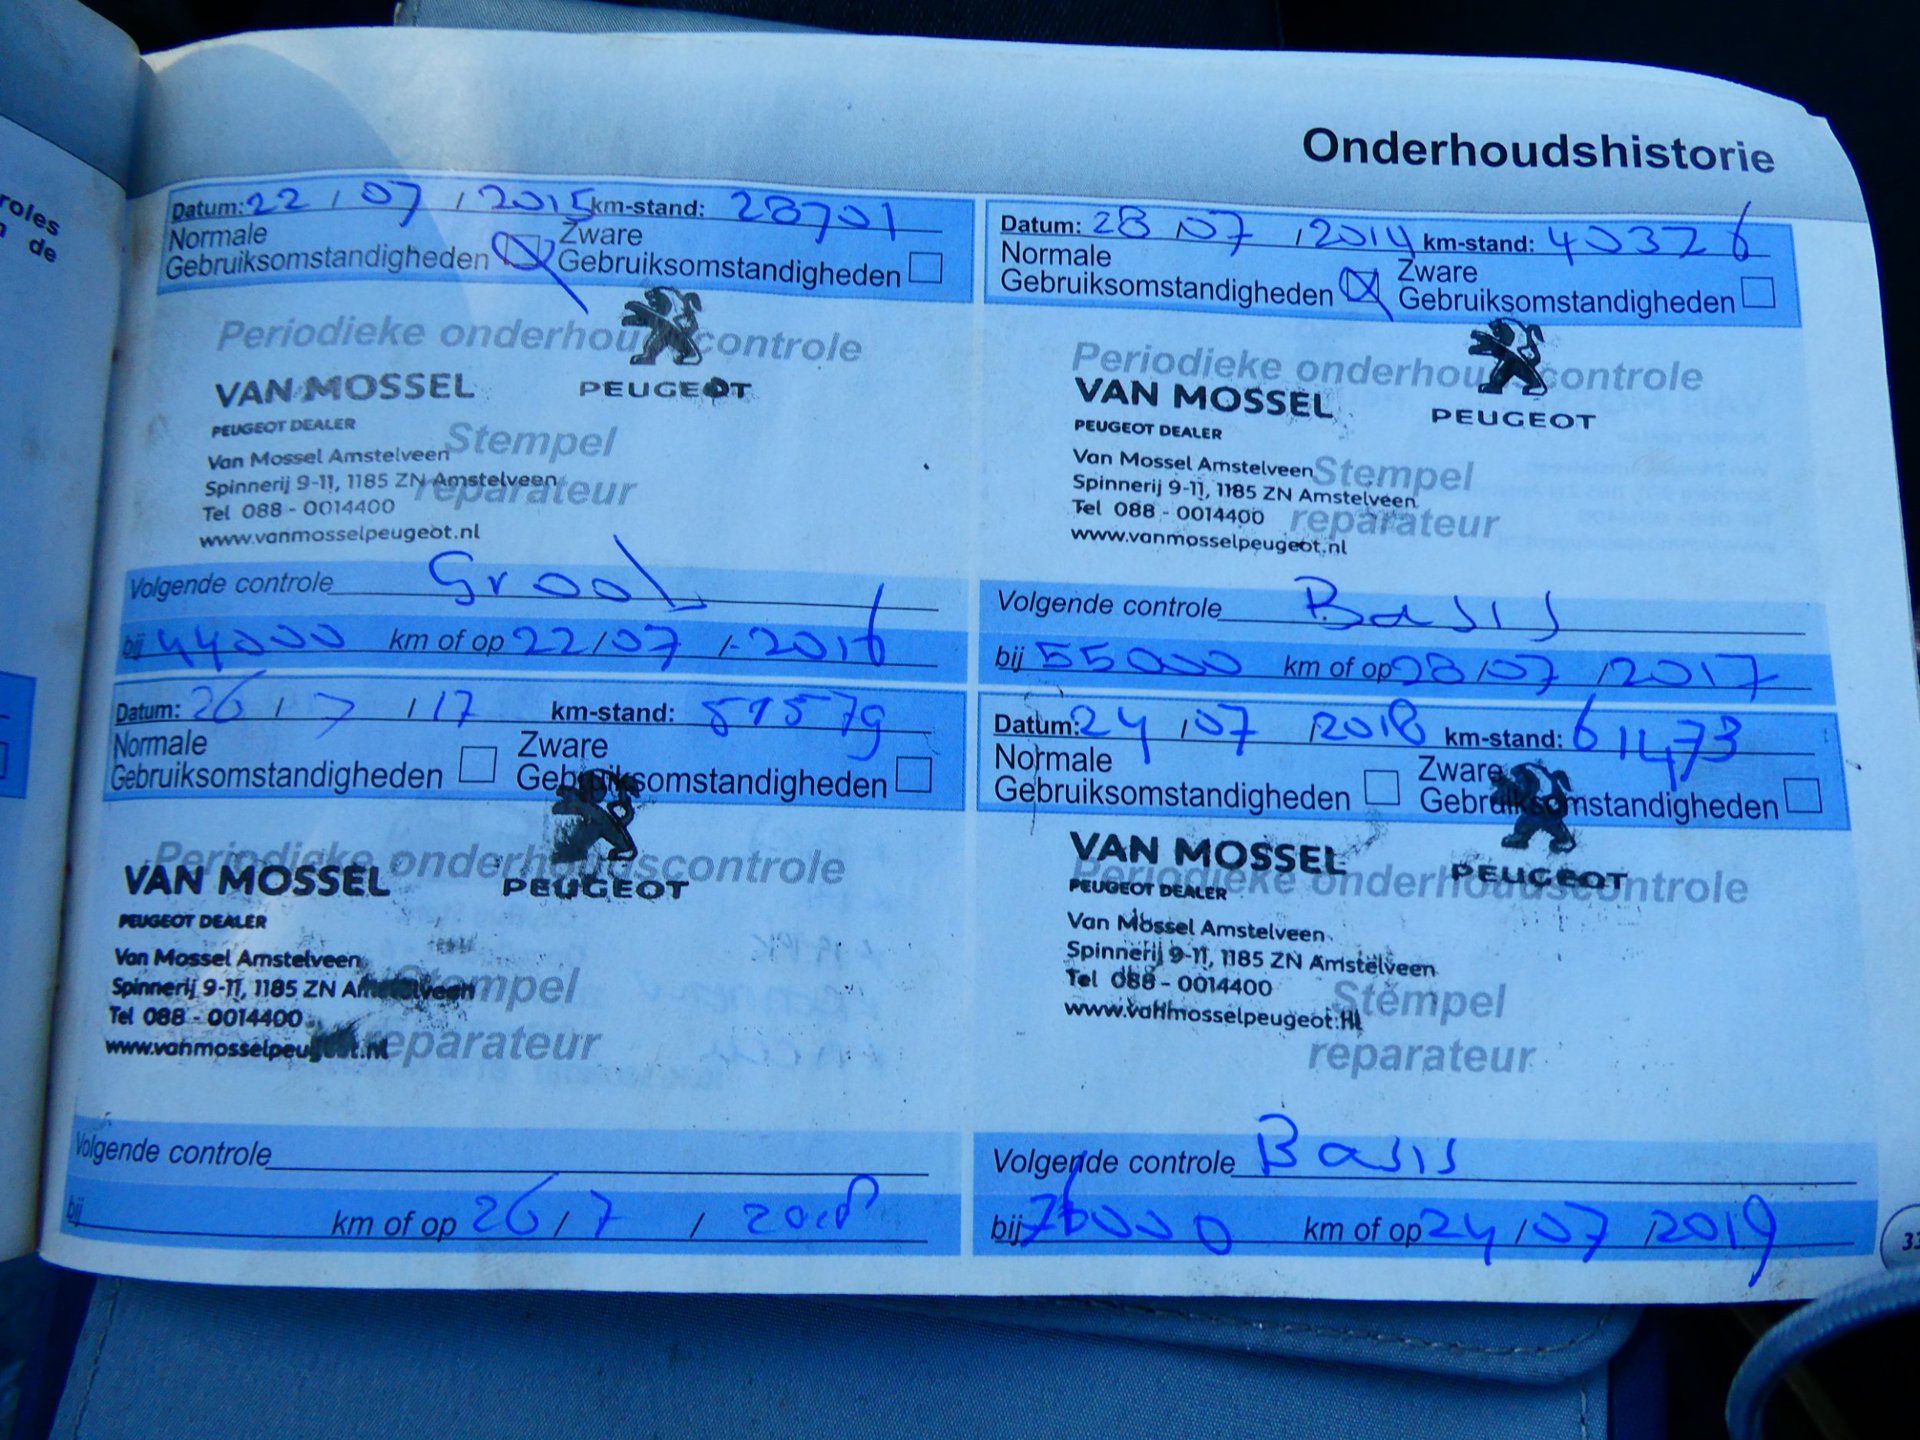 roles
de
Onderhoudshistorie
Datum: 22 / 07 / 2015 km-stand: 28701
Normale Gebruiksomstandigheden Zware Gebruiksomstandigheden
Periodieke onderhoudscontrole
VAN MOSSEL PEUGEOT
PEUGEOT DEALER
Stempel
Van Mossel Amstelveen
Spinnerij 9-11, 1185 ZN Amstelveen
reparateur
Tel 088 - 0014400
www.vanmosselpeugeot.nl
Volgende controle Groot
bij 44000 km of op 22/07/2016
Datum: 28/07/2014 km-stand: 40326
Normale Gebruiksomstandigheden Zware Gebruiksomstandigheden
Periodieke onderhoudscontrole
VAN MOSSEL PEUGEOT
PEUGEOT DEALER
Van Mossel Amstelveen
Stempel
Spinnerij 9-11, 1185 ZN Amstelveen
Tel 088 - 0014400
reparateur
www.vanmosselpeugeot.nl
Volgende controle Basis
bij 55000 km of op 28/07/2017
Datum: 26 / 7 / 17 km-stand: 51579
Normale Gebruiksomstandigheden Zware Gebruiksomstandigheden
Periodieke onderhoudscontrole
VAN MOSSEL PEUGEOT
PEUGEOT DEALER
Van Mossel Amstelveen
Stempel
Spinnerij 9-11, 1185 ZN Amstelveen
Tel 088 - 0014400
reparateur
www.vanmosselpeugeot.nl
Volgende controle
bij km of op 26/7/2018
Datum: 24/07/2018 km-stand: 61473
Normale Gebruiksomstandigheden Zware Gebruiksomstandigheden
VAN MOSSEL PEUGEOT
Periodieke onderhoudscontrole
PEUGEOT DEALER
Van Mossel Amstelveen
Spinnerij 9-11, 1185 ZN Amstelveen
Tel 088 - 0014400
Stempel
www.vanmosselpeugeot.nl
reparateur
Volgende controle Basis
bij 76000 km of op 24/07/2019
33